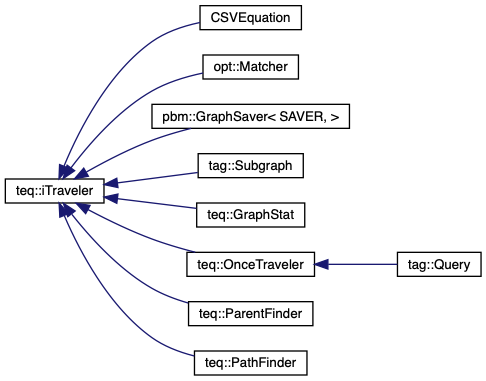 CSVEquation
opt::Matcher
pbm::GraphSaver< SAVER, >
tag::Subgraph
teq::iTraveler
teq::GraphStat
teq::OnceTraveler
tag::Query
teq::ParentFinder
teq::PathFinder